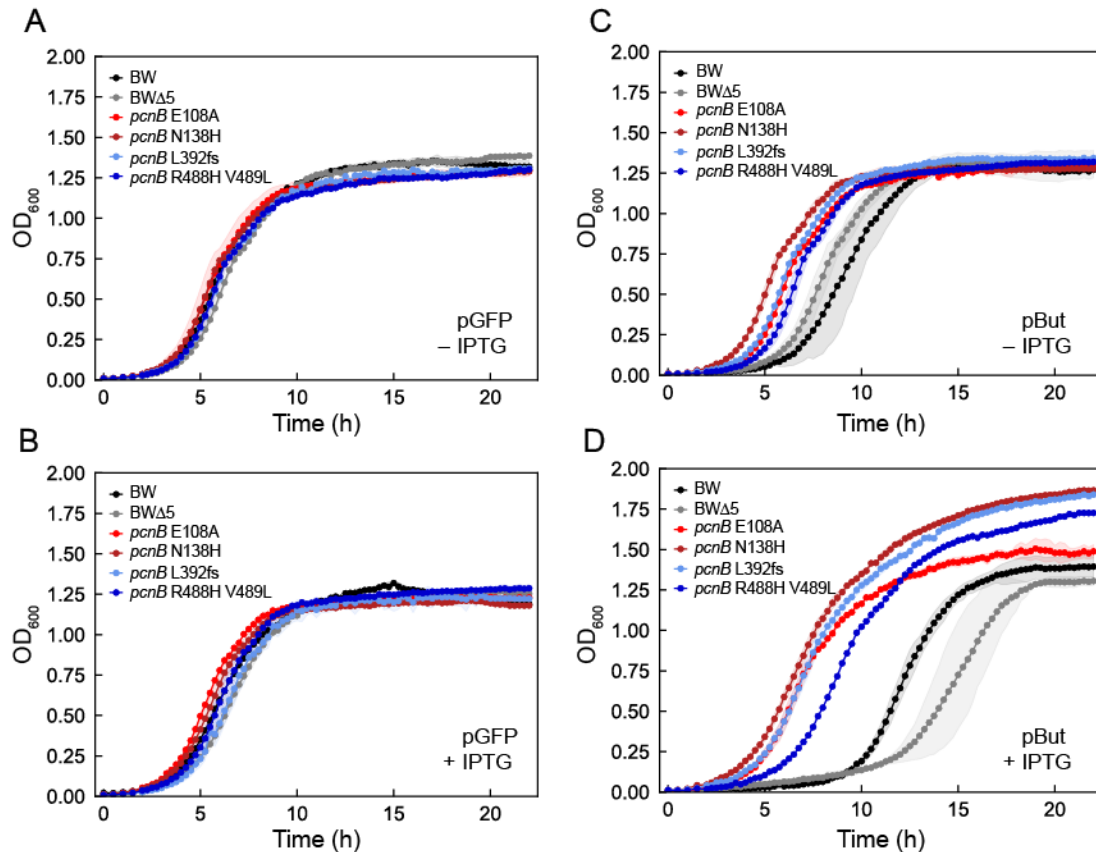 A
2.00
1.75
1.50
1.25
1.00
0.75
0.50
0.25
0.00
OD600
BW
BWΔ5
pcnB E108A
pcnB N138H
pcnB L392fs
pcnB R488H V489L
pGFP
– IPTG
0
5
10
15
20
Time (h)
C
2.00
1.75
1.50
1.25
1.00
0.75
0.50
0.25
0.00
OD600
BW
BWΔ5
pcnB E108A
pcnB N138H
pcnB L392fs
pcnB R488H V489L
pBut
– IPTG
0
5
10
15
20
Time (h)
B
2.00
1.75
1.50
1.25
1.00
0.75
0.50
0.25
0.00
OD600
BW
BWΔ5
pcnB E108A
pcnB N138H
pcnB L392fs
pcnB R488H V489L
pGFP
+ IPTG
0
5
10
15
20
Time (h)
D
2.00
1.75
1.50
1.25
1.00
0.75
0.50
0.25
0.00
OD600
BW
BWΔ5
pcnB E108A
pcnB N138H
pcnB L392fs
pcnB R488H V489L
pBut
+ IPTG
0
5
10
15
20
Time (h)